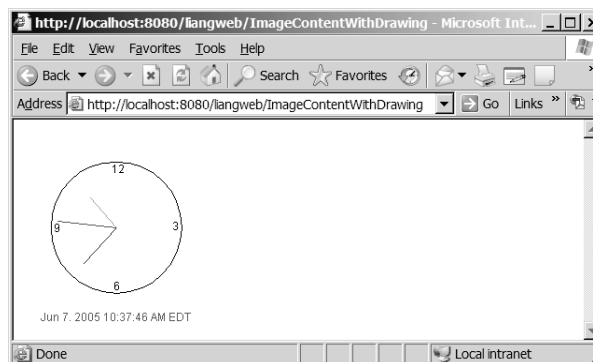 http://localhost:8080/liangweb/ImageContentWithDrawing - Microsoft Int...
File Edit View Favorites Tools Help
Back Search Favorites »
Address http://localhost:8080/liangweb/ImageContentWithDrawing Go Links »
12
9 3
6
Jun 7, 2005 10:37:46 AM EDT
Done Local intranet